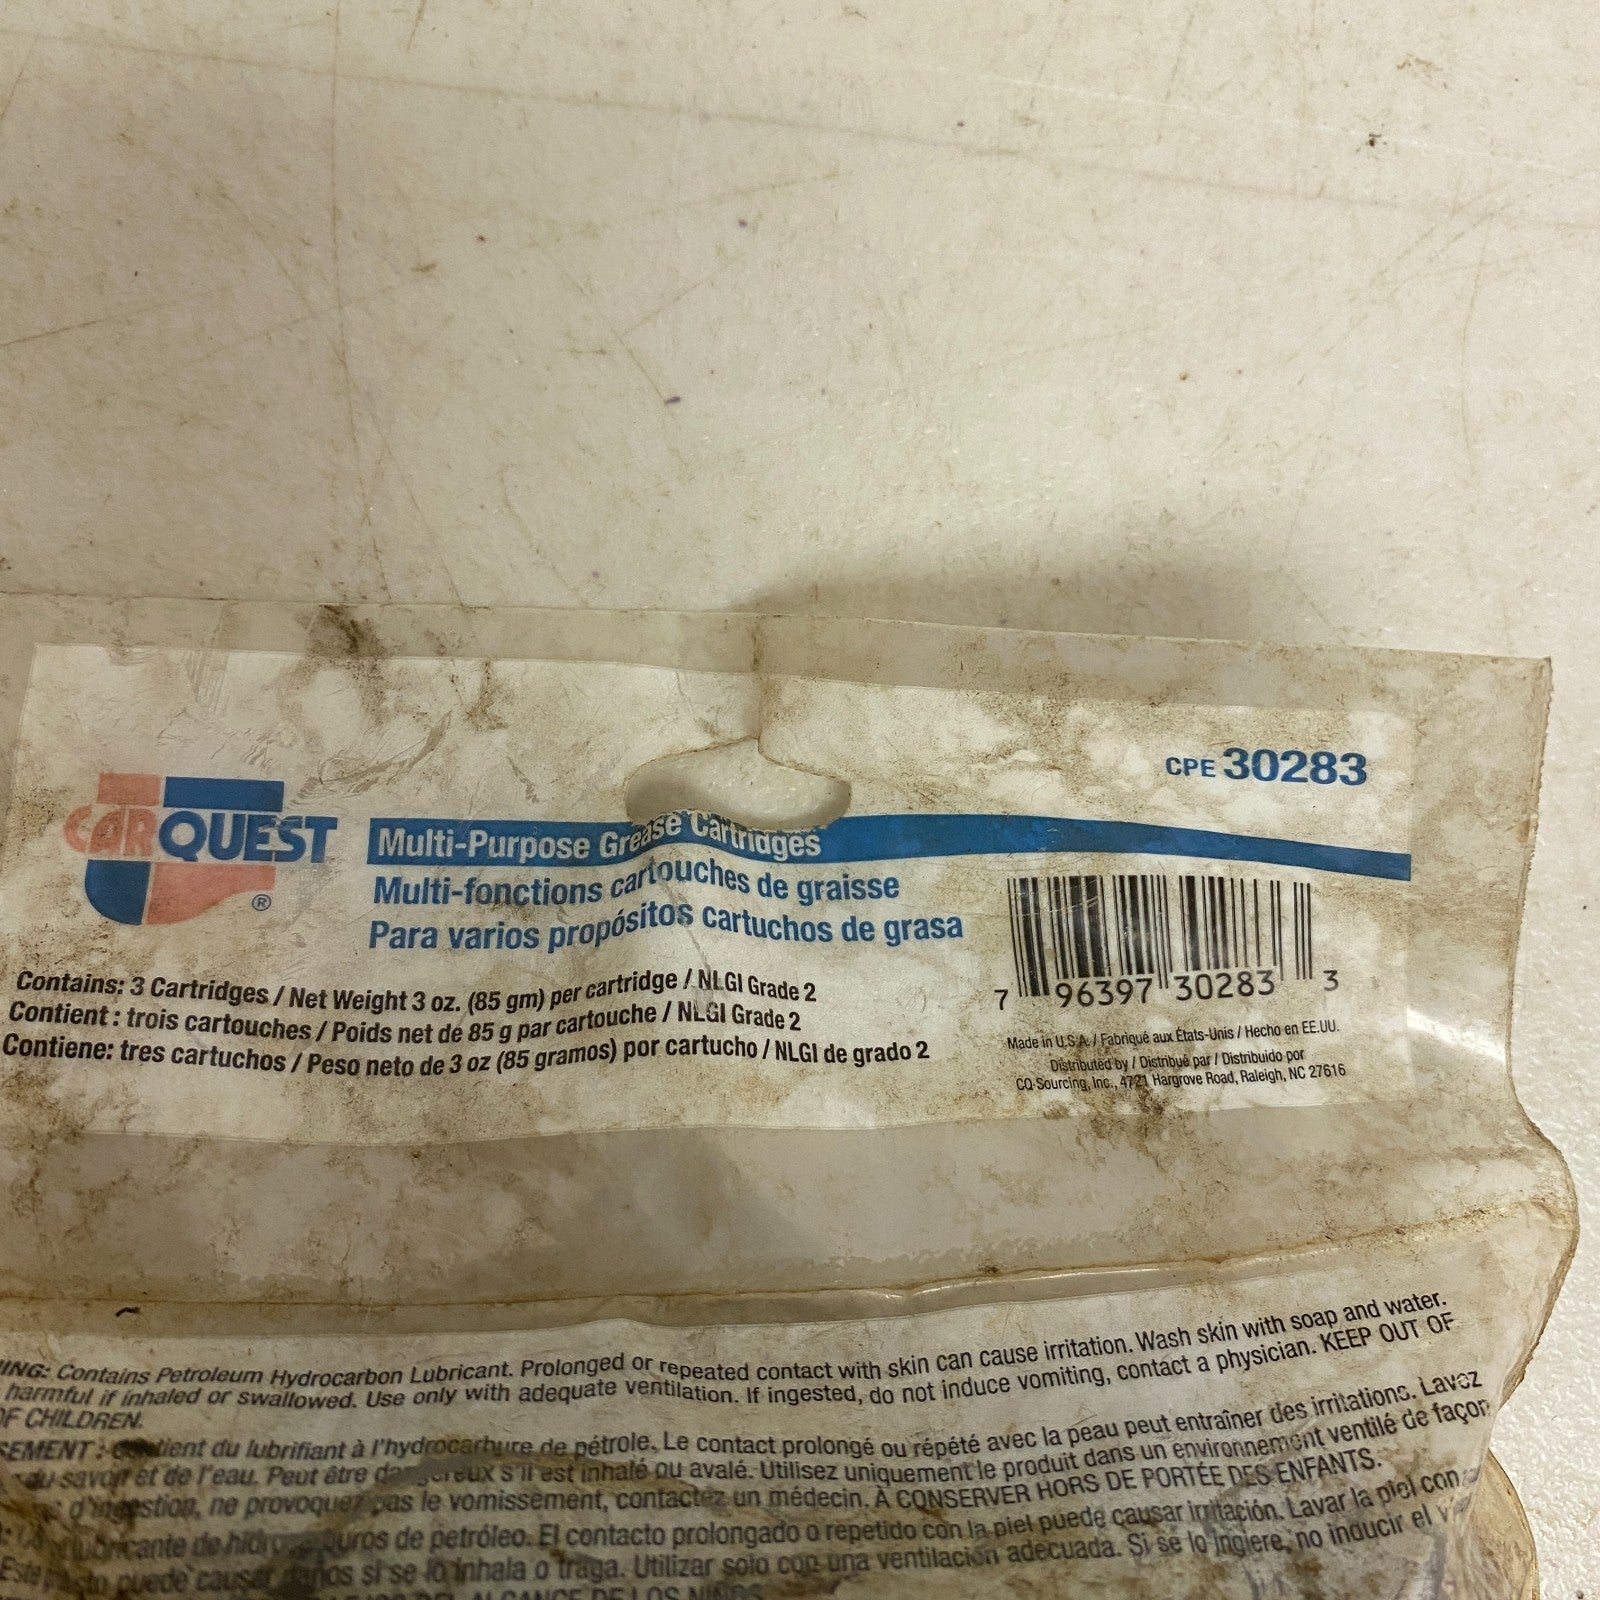 CPE 30283
CARQUEST
®
Multi-Purpose Grease Cartridges
Multi-fonctions cartouches de graisse
Para varios propósitos cartuchos de grasa
Contains: 3 Cartridges / Net Weight 3 oz. (85 gm) per cartridge / NLGI Grade 2
Contient : trois cartouches / Poids net de 85 g par cartouche / NLGI Grade 2
Contiene: tres cartuchos / Peso neto de 3 oz (85 gramos) por cartucho / NLGI de grado 2
7 96397 30283 3
Made in U.S.A. / Fabriqué aux États-Unis / Hecho en EE.UU.
Distributed by / Distribué par / Distribuido por
CQ Sourcing, Inc., 4721 Hargrove Road, Raleigh, NC 27616
ING: Contains Petroleum Hydrocarbon Lubricant. Prolonged or repeated contact with skin can cause irritation. Wash skin with soap and water.
harmful if inhaled or swallowed. Use only with adequate ventilation. If ingested, do not induce vomiting, contact a physician. KEEP OUT OF
OF CHILDREN.
SEMENT : Contient du lubrifiant à l'hydrocarbure de pétrole. Le contact prolongé ou répété avec la peau peut entraîner des irritations. Lavez
du savon et de l'eau. Peut être dangereux s'il est inhalé ou avalé. Utilisez uniquement le produit dans un environnement ventilé de façon
d'ingestion, ne provoquez pas le vomissement, contactez un médecin. À CONSERVER HORS DE PORTÉE DES ENFANTS.
lubricante de hidrocarburos de petróleo. El contacto prolongado o repetido con la piel puede causar irritación. Lavar la piel con
puede causar daños si se lo inhala o traga. Utilizar solo con una ventilación adecuada. Si se lo ingiere, no inducir el
DEL ALCANCE DE LOS NIÑOS